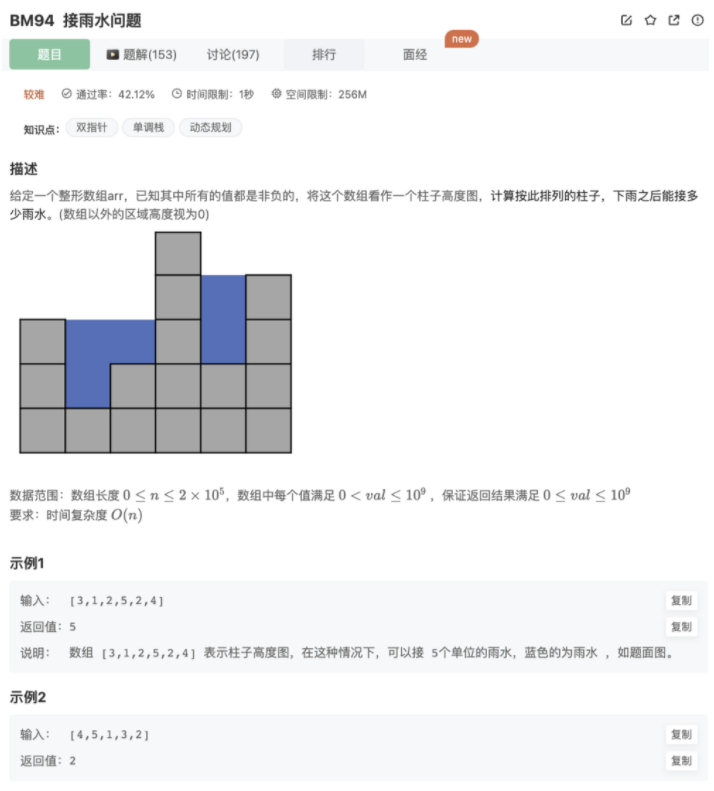 BM94 接雨水问题
new
题目 题解(153) 讨论(197) 排行 面经
较难 通过率：42.12% 时间限制：1秒 空间限制：256M
知识点： 双指针 单调栈 动态规划
描述
给定一个整形数组arr，已知其中所有的值都是非负的，将这个数组看作一个柱子高度图，计算按此排列的柱子，下雨之后能接多
少雨水。(数组以外的区域高度视为0)
数据范围：数组长度 0 ≤ n ≤ 2 × 10⁵，数组中每个值满足 0 < val ≤ 10⁹ ，保证返回结果满足 0 ≤ val ≤ 10⁹
要求：时间复杂度 O(n)
示例1
输入： [3,1,2,5,2,4] 复制
返回值：5 复制
说明： 数组 [3,1,2,5,2,4] 表示柱子高度图，在这种情况下，可以接 5个单位的雨水，蓝色的为雨水 ，如题面图。
示例2
输入： [4,5,1,3,2] 复制
返回值：2 复制